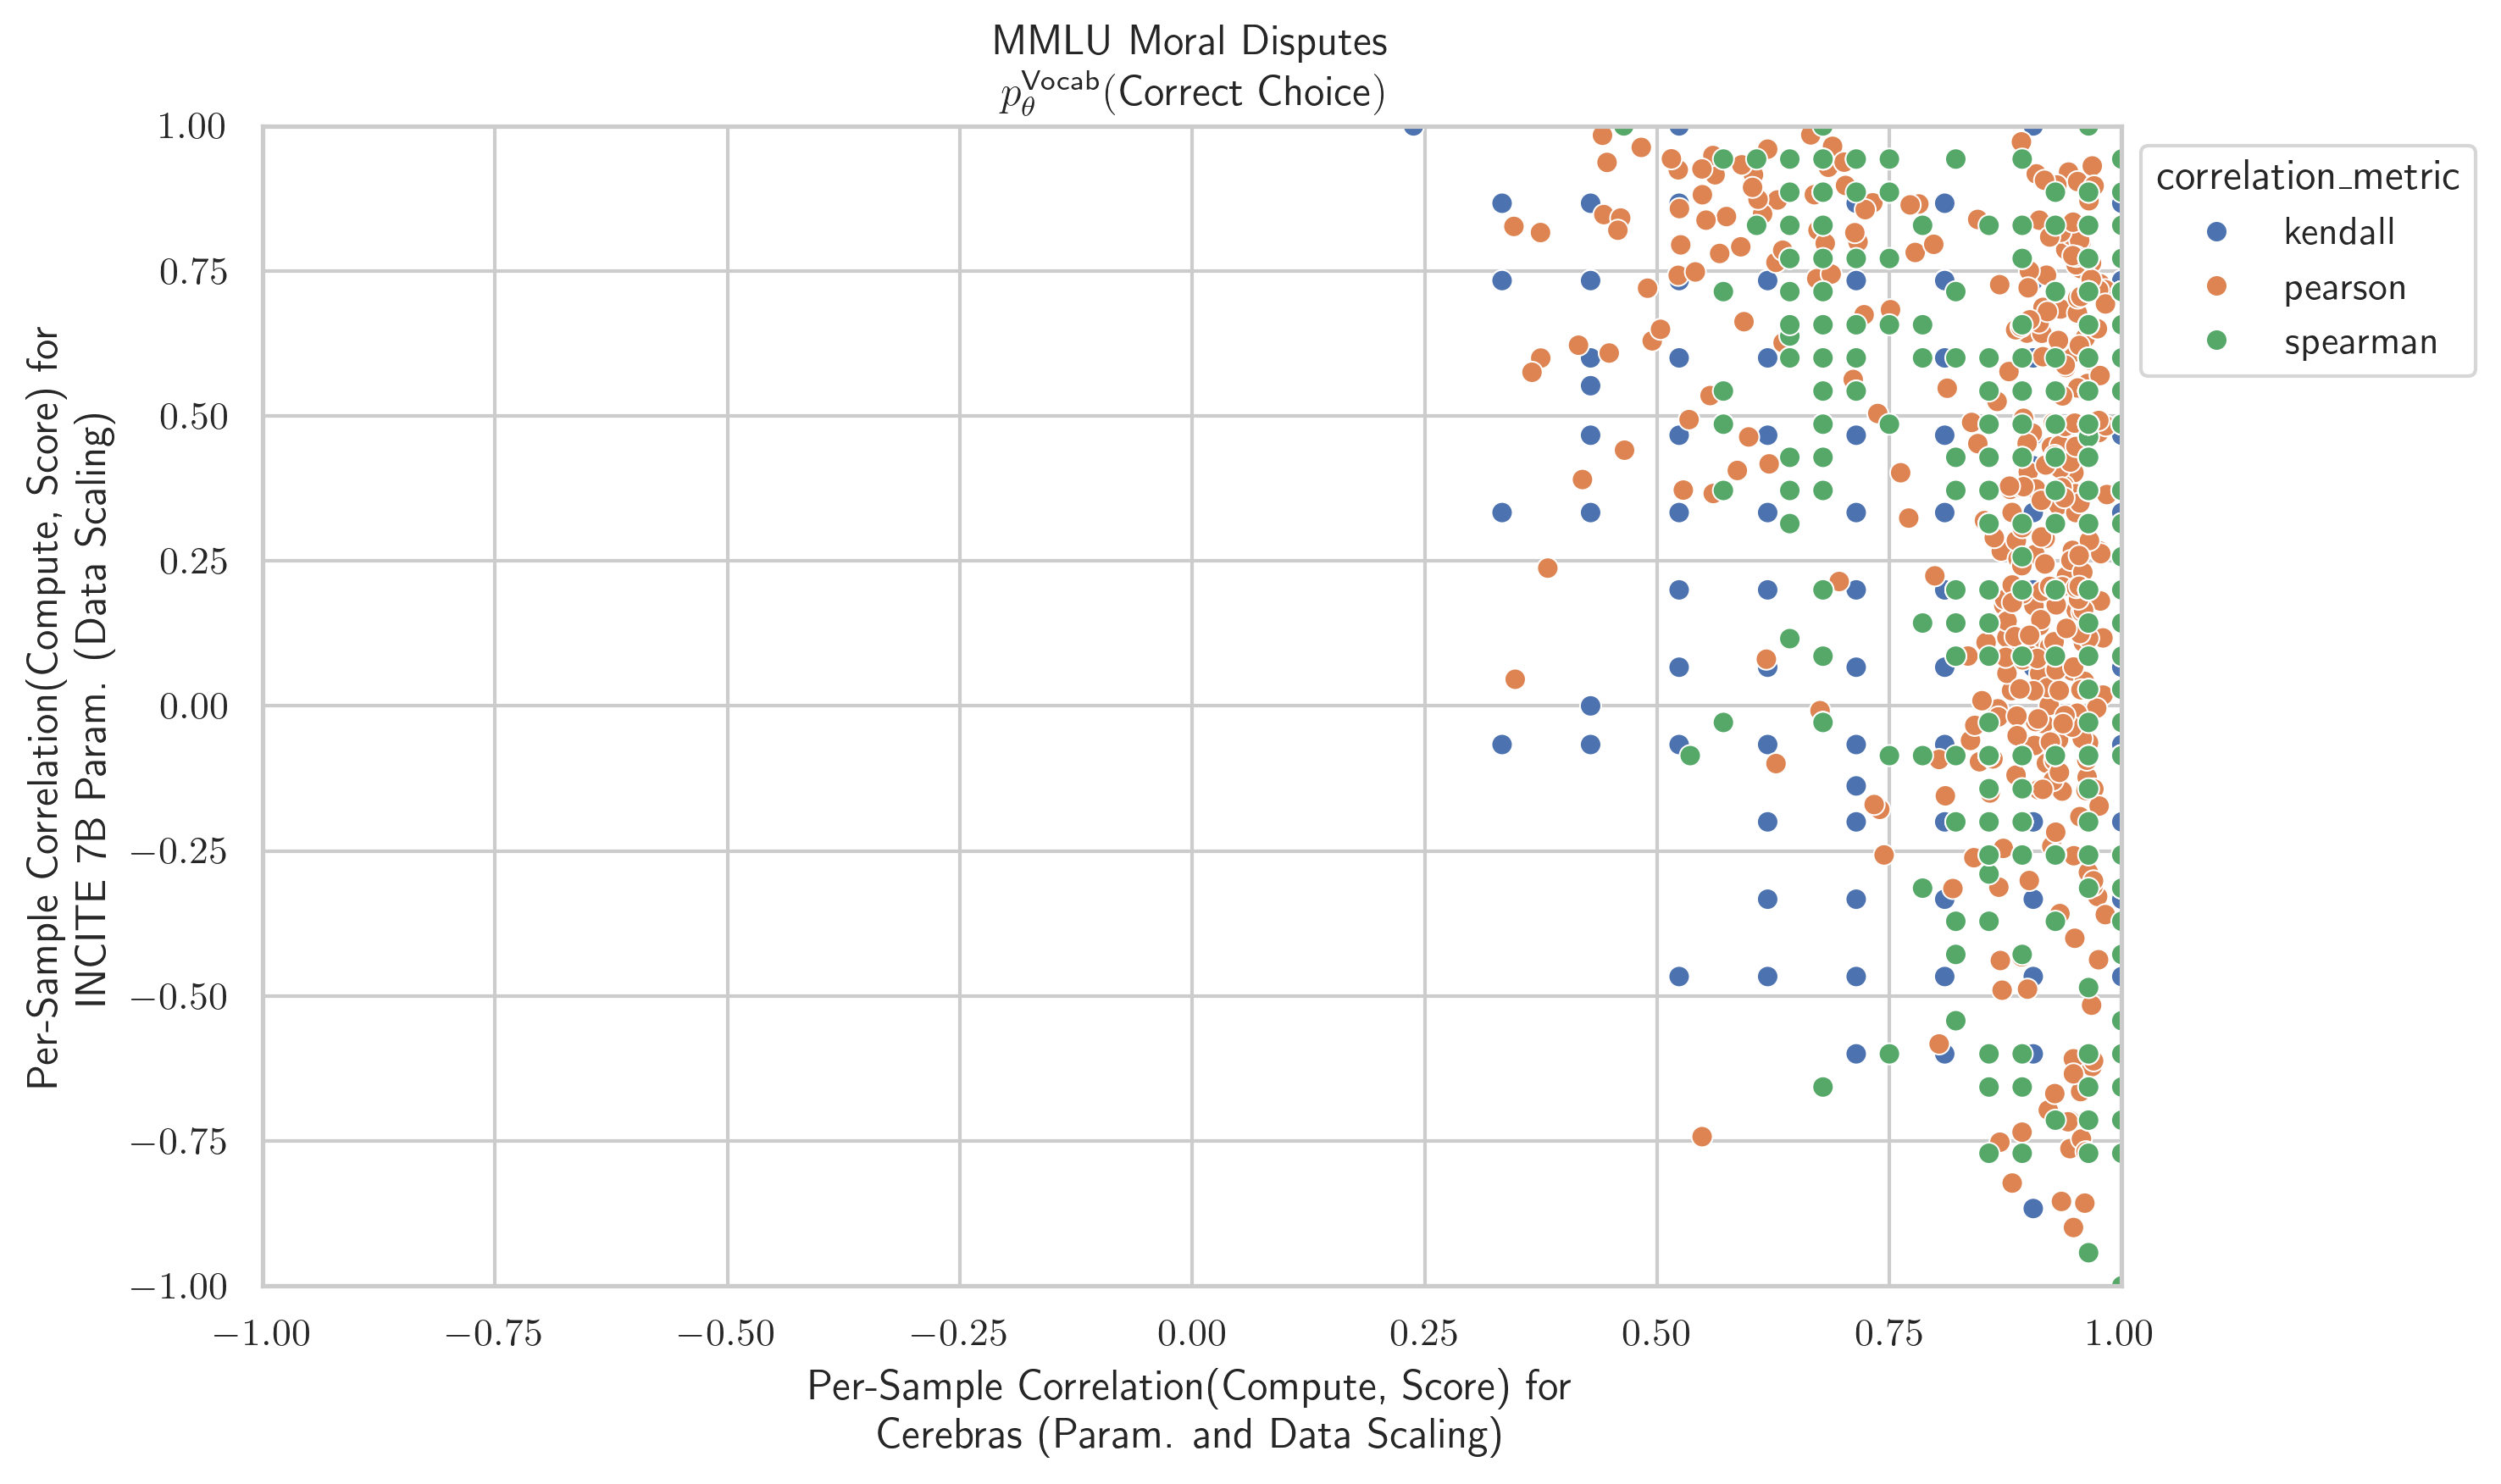 MMLU Moral Disputes
p_θ^Vocab(Correct Choice)
Per-Sample Correlation(Compute, Score) for
INCITE 7B Param. (Data Scaling)
1.00
0.75
0.50
0.25
0.00
−0.25
−0.50
−0.75
−1.00
−1.00 −0.75 −0.50 −0.25 0.00 0.25 0.50 0.75 1.00
Per-Sample Correlation(Compute, Score) for
Cerebras (Param. and Data Scaling)
correlation_metric
kendall
pearson
spearman